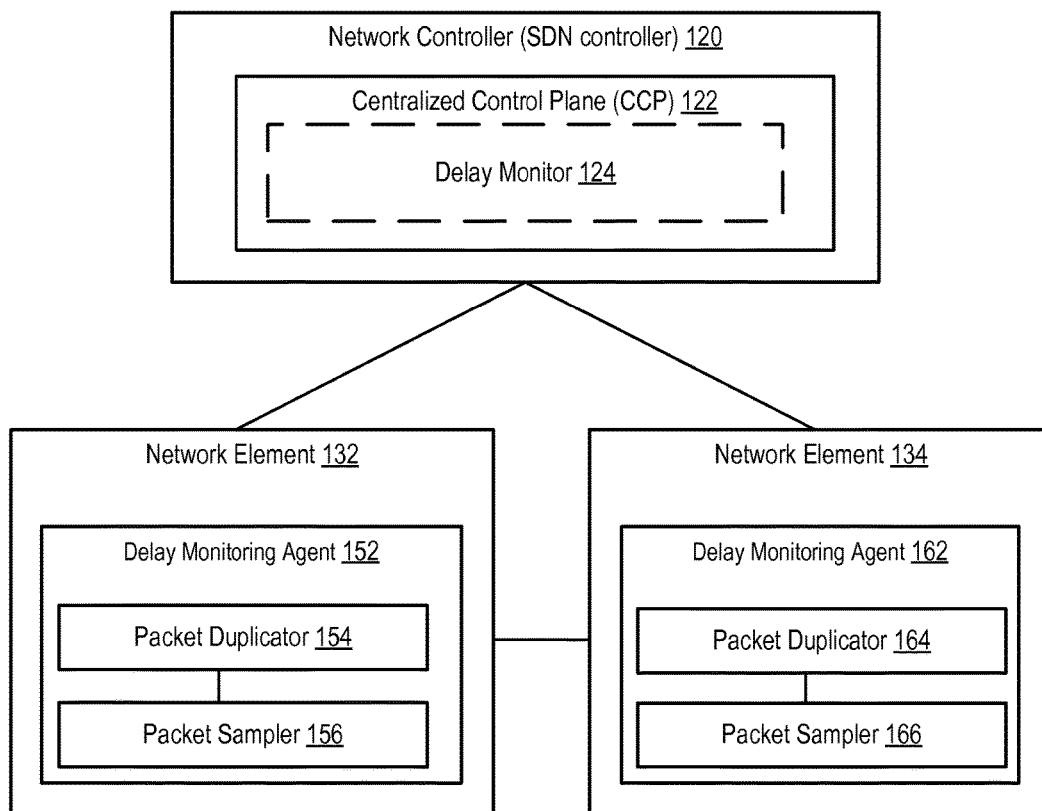 Network Controller (SDN controller) 120
Centralized Control Plane (CCP) 122
Delay Monitor 124
Network Element 132
Delay Monitoring Agent 152
Packet Duplicator 154
Packet Sampler 156
Network Element 134
Delay Monitoring Agent 162
Packet Duplicator 164
Packet Sampler 166